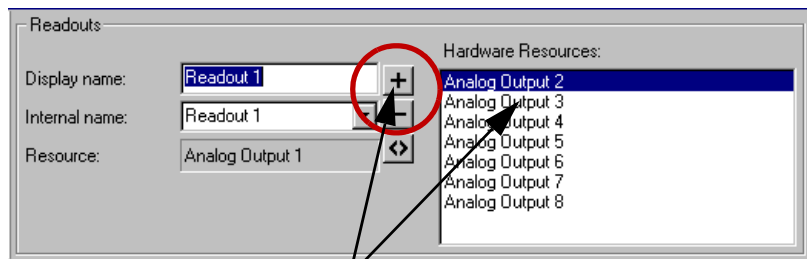 Readouts
Display name:
Readout 1
+
Internal name:
Readout 1
−
Resource:
Analog Output 1
<>
Hardware Resources:
Analog Output 2
Analog Output 3
Analog Output 4
Analog Output 5
Analog Output 6
Analog Output 7
Analog Output 8